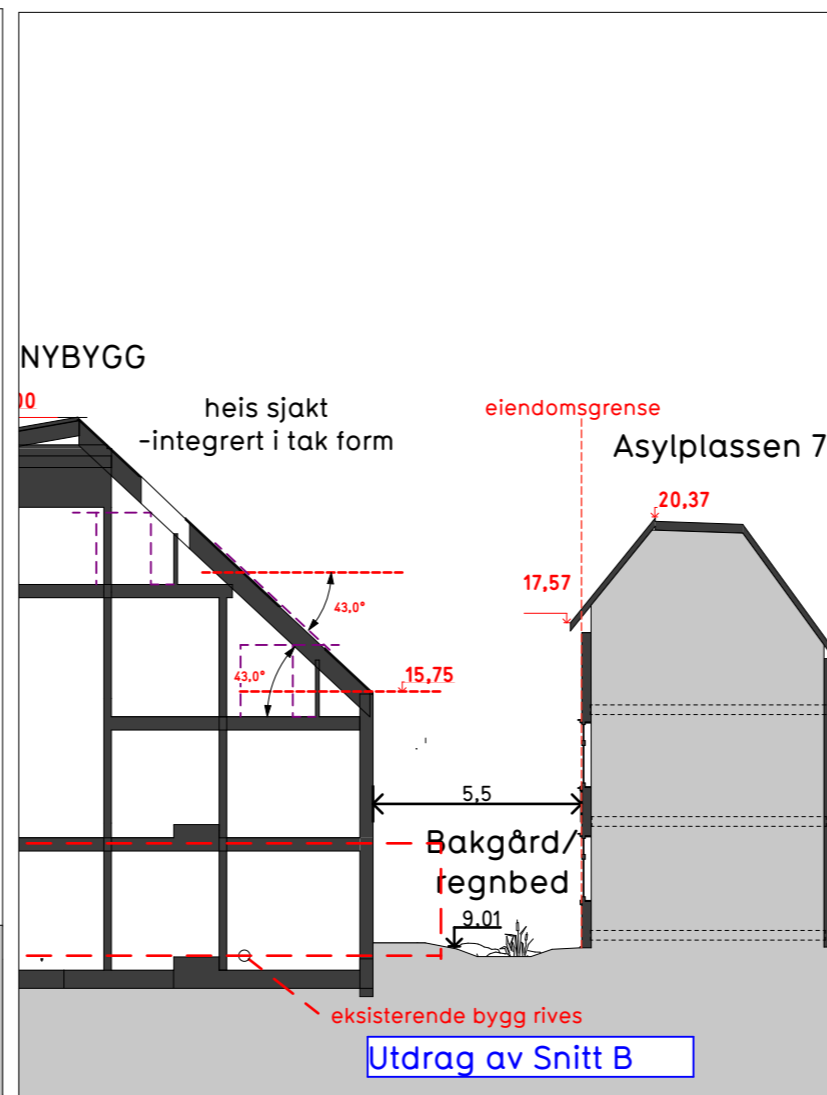 NYBYGG
00
heis sjakt
-integrert i tak form
eiendomsgrense
Asylplassen 7
20,37
17,57
43,0°
43,0°
15,75
5,5
Bakgård/
regnbed
9,01
eksisterende bygg rives
Utdrag av Snitt B